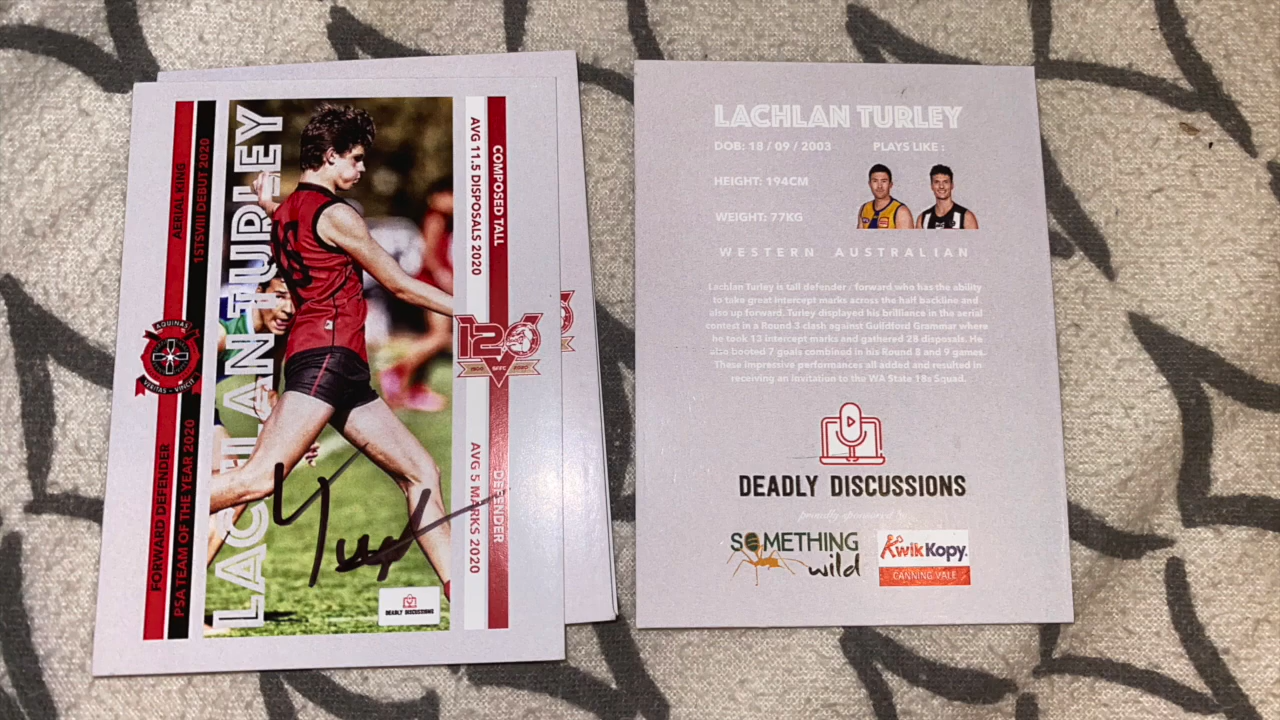 AERIAL KING
1STSVIII DEBUT 2020
FORWARD DEFENDER
PSA TEAM OF THE YEAR 2020
AQUINAS
VERITAS - VINCIT
LACHLAN TURLEY
COMPOSED TALL
AVG 11.5 DISPOSALS 2020
DEFENDER
AVG 5 MARKS 2020
120
1900 SFFC 2020
DEADLY DISCUSSIONS
LACHLAN TURLEY
DOB: 18 / 09 / 2003
PLAYS LIKE :
HEIGHT: 194CM
WEIGHT: 77KG
WESTERN AUSTRALIAN
Lachlan Turley is tall defender / forward who has the ability
to take great intercept marks across the half backline and
also up forward. Turley displayed his brilliance in the aerial
contest in a Round 3 clash against Guildford Grammar where
he took 13 intercept marks and gathered 28 disposals. He
also booted 7 goals combined in his Round 8 and 9 games.
These impressive performances all added and resulted in
receiving an invitation to the WA State 18s Squad.
DEADLY DISCUSSIONS
SOMETHING
wild
KwikKopy.
CANNING VALE